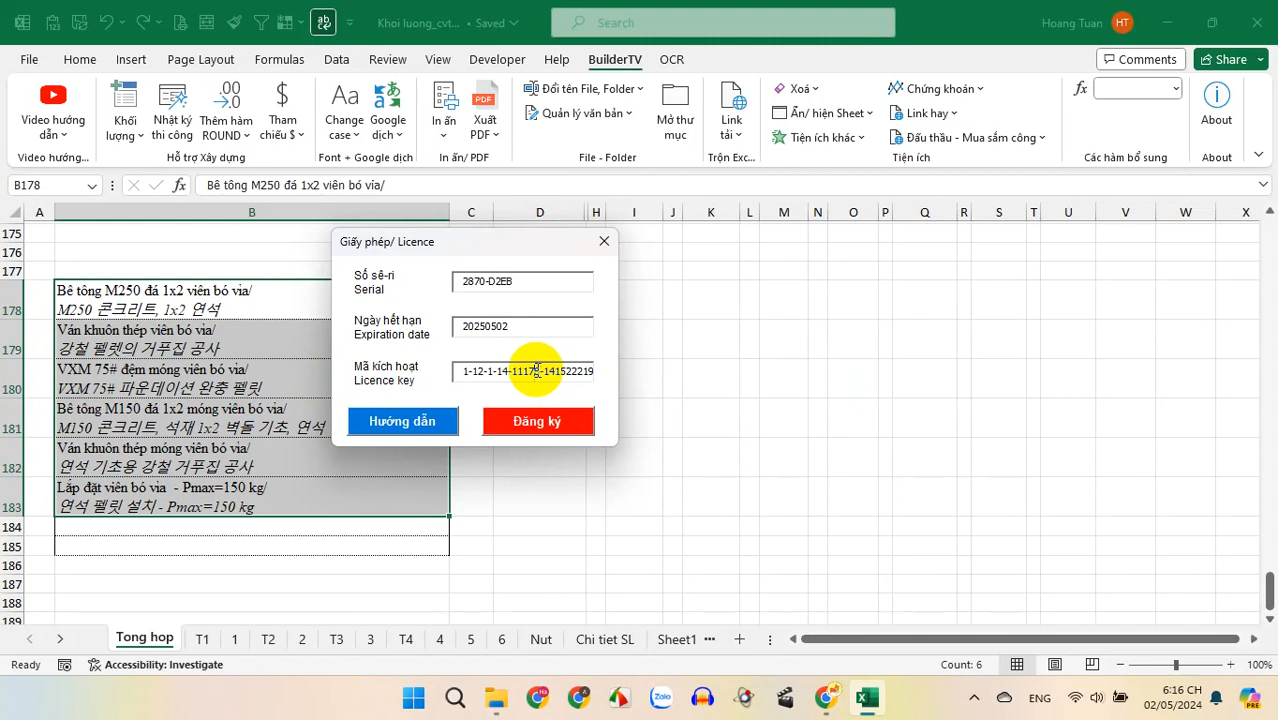 Khoi luong_cvt... • Saved
Search
Hoang Tuan
HT
File
Home
Insert
Page Layout
Formulas
Data
Review
View
Developer
Help
BuilderTV
OCR
Comments
Share
Video hướng dẫn
Khối lượng
Nhật ký thi công
Thêm hàm ROUND
Tham chiếu $
Change case
Google dịch
In ấn
Xuất PDF
Đổi tên File, Folder
Quản lý văn bản
Mở thư mục
Link tải
Xoá
Ẩn/ hiện Sheet
Tiện ích khác
Chứng khoán
Link hay
Đấu thầu - Mua sắm công
fx
About
Video hướng...
Hỗ trợ Xây dựng
Font + Google dịch
In ấn/ PDF
File - Folder
Trộn Exc...
Tiện ích
Các hàm bổ sung
About
B178
fx
Bê tông M250 đá 1x2 viên bó vỉa/
A B C D H I J K L M N O P Q R S T U V W X
175
176
177
178
Bê tông M250 đá 1x2 viên bó vỉa/
M250 콘크리트, 1x2 연석
179
Ván khuôn thép viên bó vỉa/
강철 펠렛의 거푸집 공사
180
VXM 75# đệm móng viên bó vỉa/
VXM 75# 파운데이션 완충 펠릿
181
Bê tông M150 đá 1x2 móng viên bó vỉa/
M150 콘크리트, 석재 1x2 벽돌 기초, 연석
182
Ván khuôn thép móng viên bó vỉa/
연석 기초용 강철 거푸집 공사
183
Lắp đặt viên bó vỉa - Pmax=150 kg/
연석 펠릿 설치 - Pmax=150 kg
184
185
186
187
188
189
Giấy phép/ Licence
Số sê-ri
Serial
2870-D2EB
Ngày hết hạn
Expiration date
20250502
Mã kích hoạt
Licence key
Hướng dẫn
Đăng ký
Tong hop
T1
1
T2
2
T3
3
T4
4
5
6
Nut
Chi tiet SL
Sheet1
Ready
Accessibility: Investigate
Count: 6
100%
Zalo
ENG
6:16 CH
02/05/2024
PRE